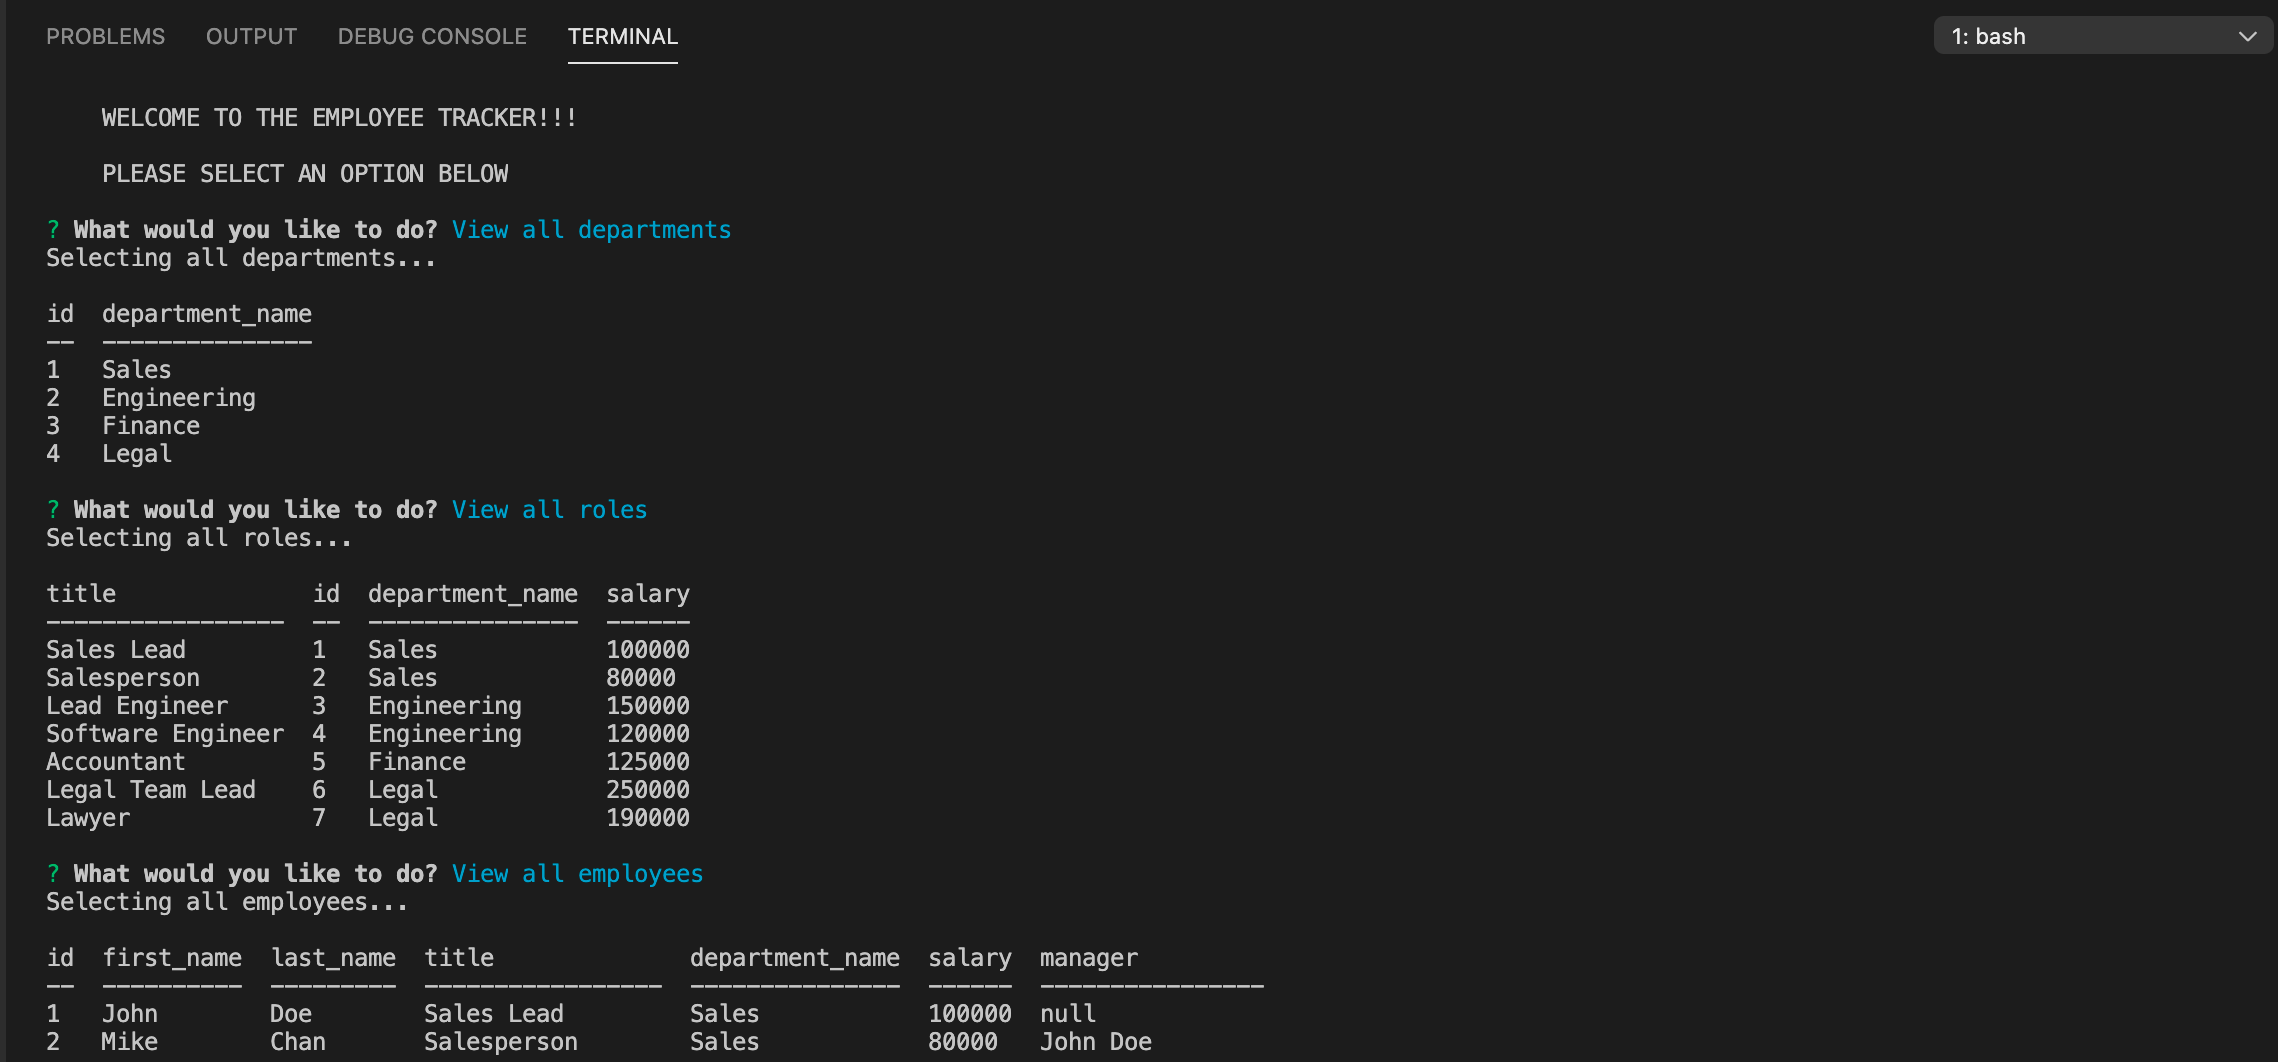 PROBLEMS OUTPUT DEBUG CONSOLE TERMINAL 1: bash
WELCOME TO THE EMPLOYEE TRACKER!!!
PLEASE SELECT AN OPTION BELOW
? What would you like to do? View all departments
Selecting all departments...
id  department_name
--  ---------------
1   Sales
2   Engineering
3   Finance
4   Legal
? What would you like to do? View all roles
Selecting all roles...
title              id  department_name  salary
-----------------  --  ---------------  ------
Sales Lead         1   Sales            100000
Salesperson        2   Sales            80000
Lead Engineer      3   Engineering      150000
Software Engineer  4   Engineering      120000
Accountant         5   Finance          125000
Legal Team Lead    6   Legal            250000
Lawyer             7   Legal            190000
? What would you like to do? View all employees
Selecting all employees...
id  first_name  last_name  title              department_name  salary  manager
--  ----------  ---------  -----------------  ---------------  ------  ----------------
1   John        Doe        Sales Lead         Sales            100000  null
2   Mike        Chan       Salesperson        Sales            80000   John Doe